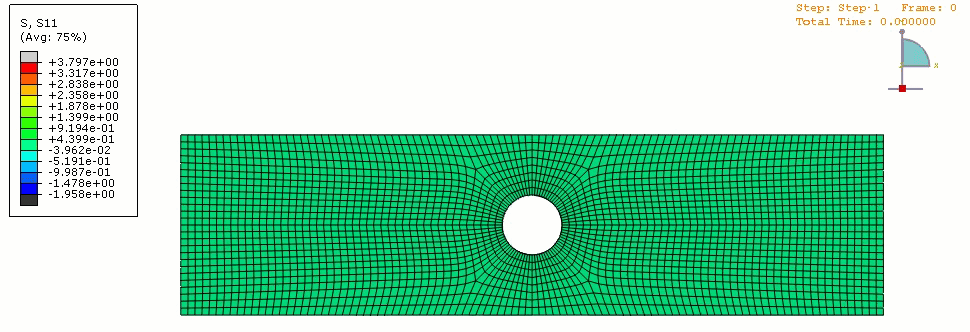 S, S11
(Avg: 75%)
+3.797e+00
+3.317e+00
+2.838e+00
+2.358e+00
+1.878e+00
+1.399e+00
+9.194e-01
+4.399e-01
-3.962e-02
-5.191e-01
-9.987e-01
-1.478e+00
-1.958e+00
Step: Step-1 Frame: 0
Total Time: 0.000000
x